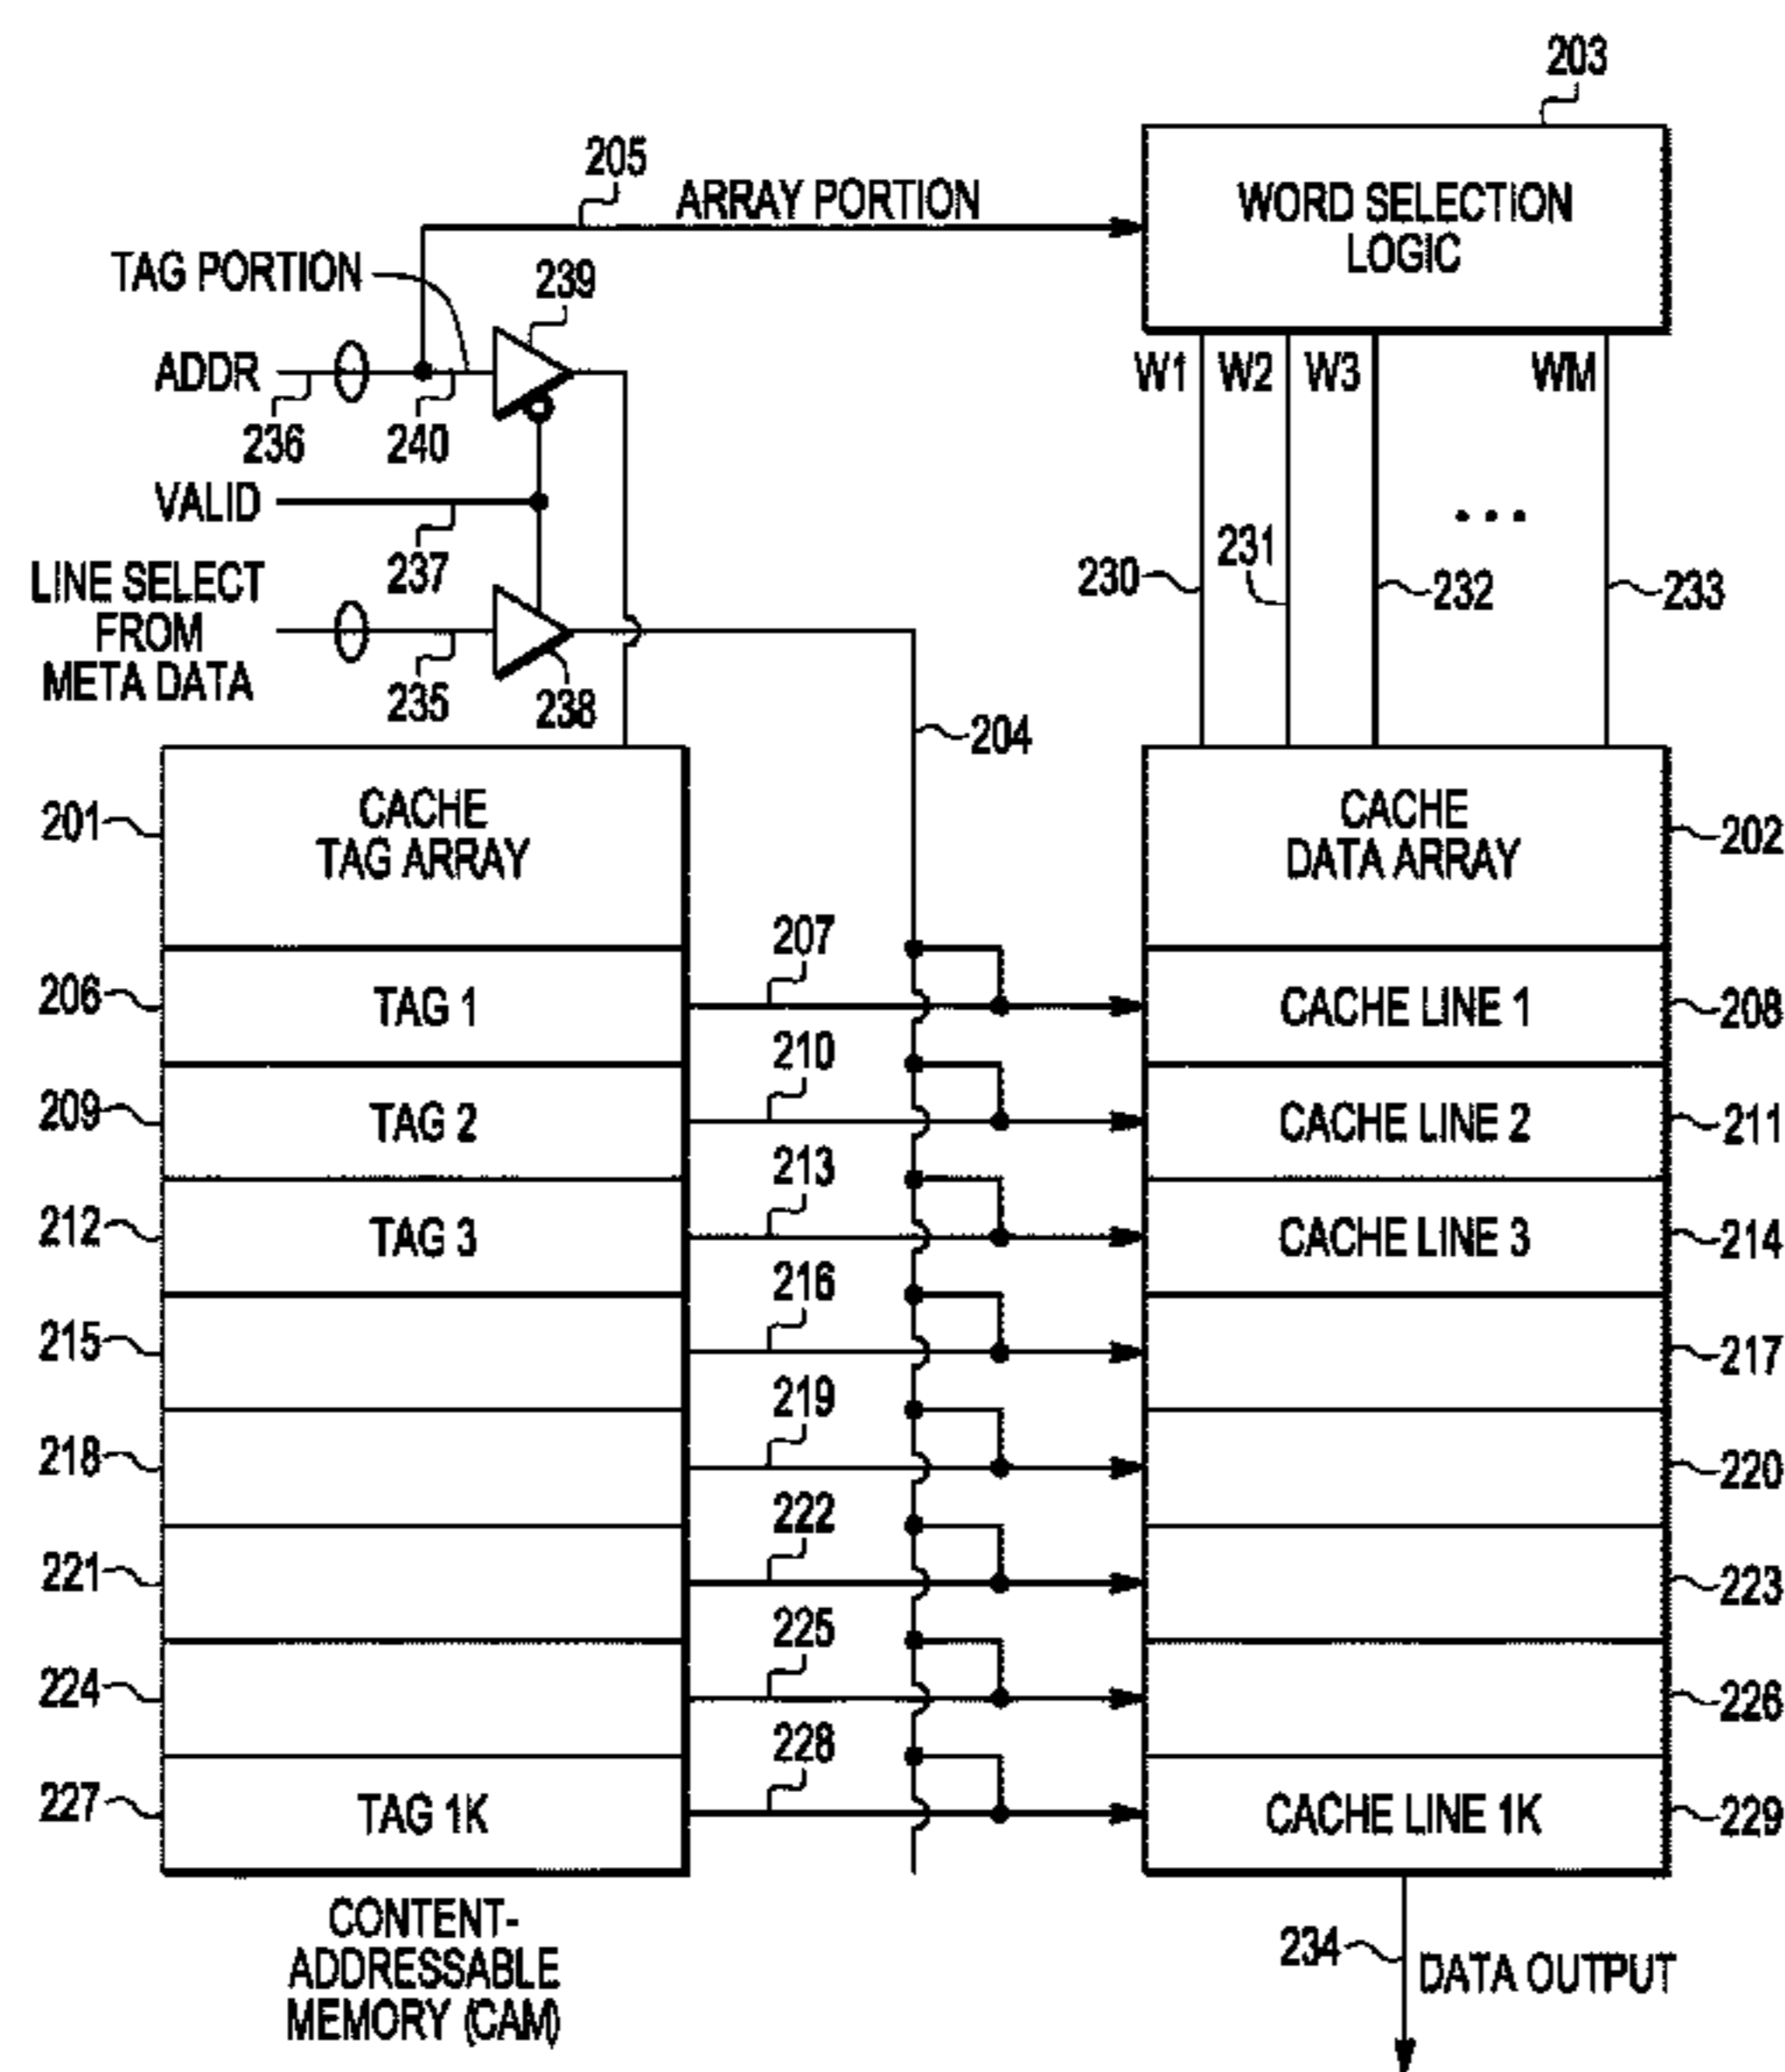 203
205
ARRAY PORTION
WORD SELECTION
LOGIC
TAG PORTION
239
ADDR
236
240
W1
W2
W3
WM
VALID
237
231
...
230
232
233
LINE SELECT
FROM
META DATA
235
238
204
201
CACHE
TAG ARRAY
CACHE
DATA ARRAY
202
207
206
TAG 1
CACHE LINE 1
208
210
209
TAG 2
CACHE LINE 2
211
213
212
TAG 3
CACHE LINE 3
214
216
215
217
219
218
220
222
221
223
225
224
226
228
227
TAG 1K
CACHE LINE 1K
229
CONTENT-
ADDRESSABLE
MEMORY (CAM)
234
DATA OUTPUT